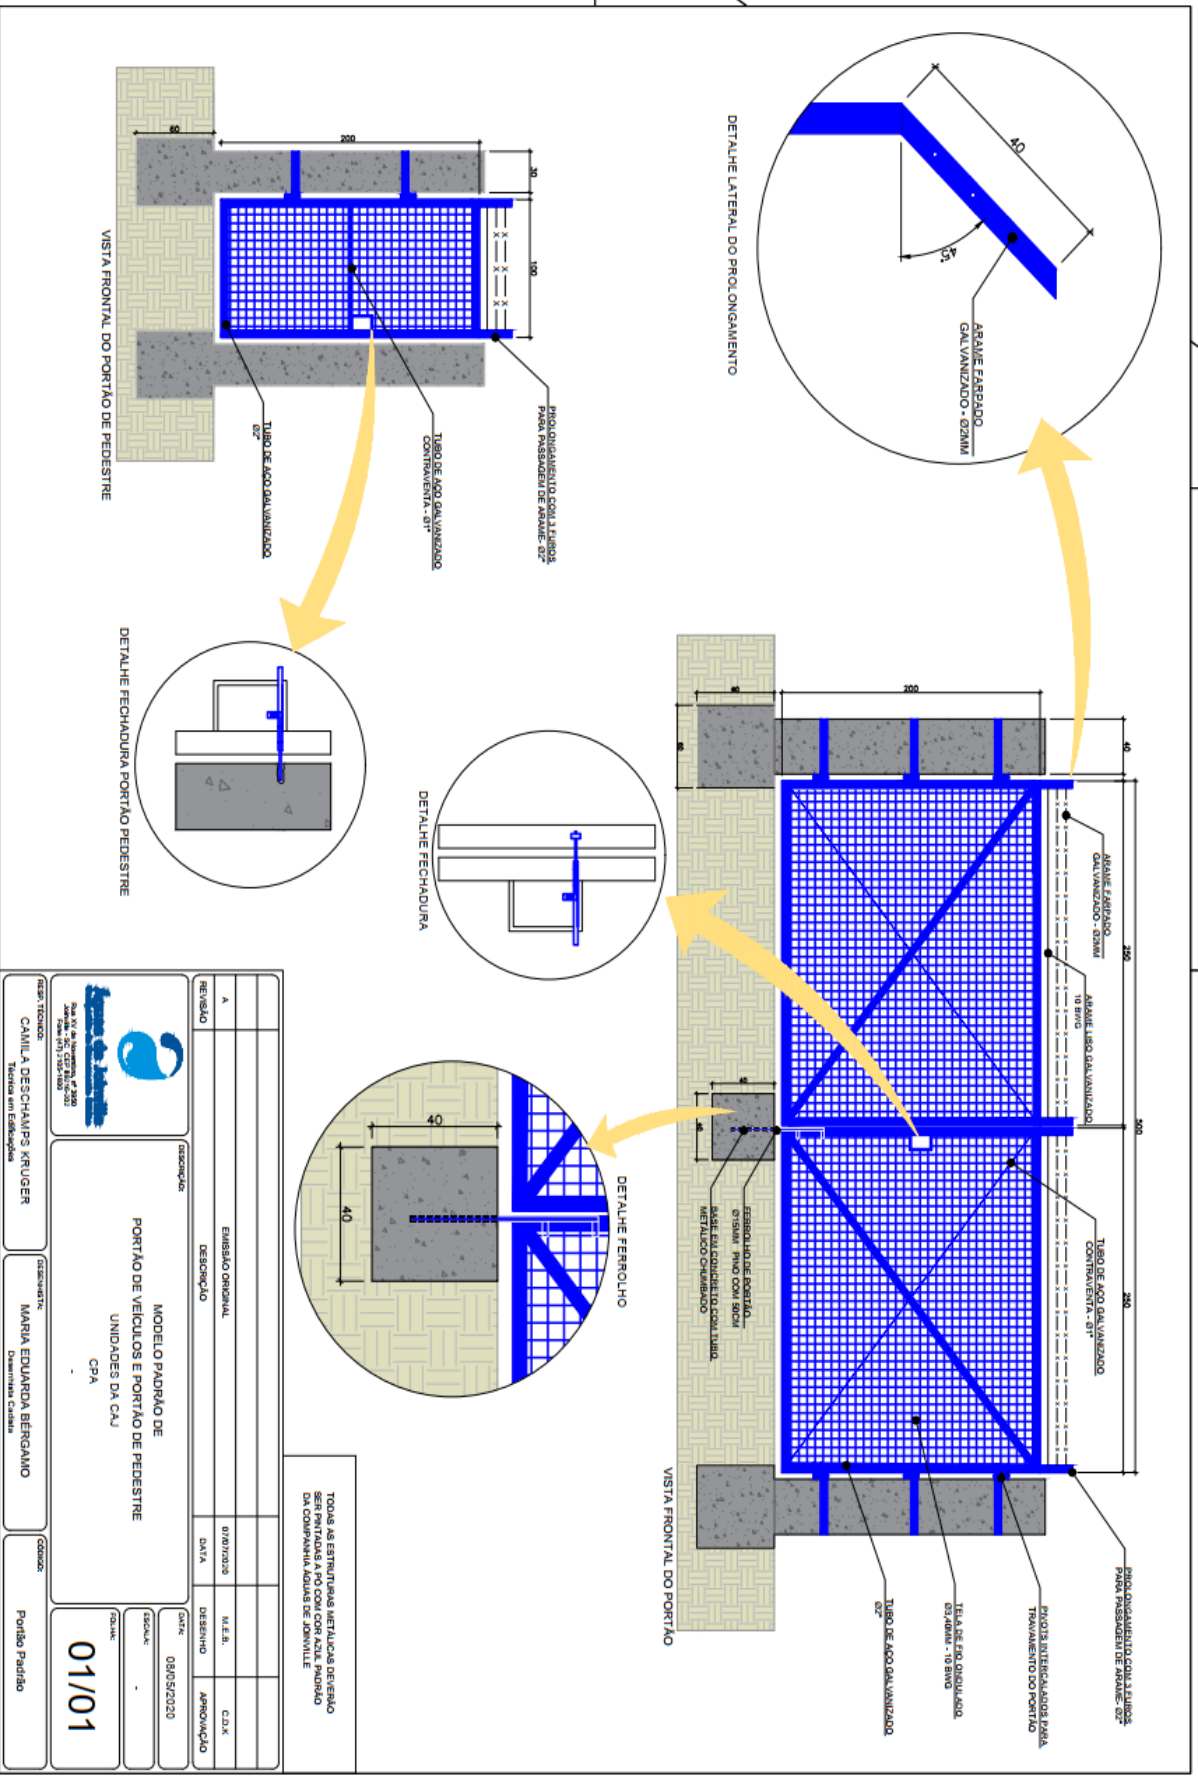 DETALHE LATERAL DO PROLONGAMENTO
40
45°
ARAME FARPADO
GALVANIZADO - Ø2MM
VISTA FRONTAL DO PORTÃO DE PEDESTRE
60
200
30
100
PROLONGAMENTO COM 3 FUROS
PARA PASSAGEM DE ARAME- Ø2"
TUBO DE AÇO GALVANIZADO
CONTRAVENTA - Ø1"
TUBO DE AÇO GALVANIZADO
Ø2"
DETALHE FECHADURA PORTÃO PEDESTRE
DETALHE FECHADURA
VISTA FRONTAL DO PORTÃO
200
60
60
40
250
500
250
40
40
ARAME FARPADO
GALVANIZADO - Ø2MM
ARAME LISO GALVANIZADO
10 BWG
TUBO DE AÇO GALVANIZADO
CONTRAVENTA - Ø1"
PROLONGAMENTO COM 3 FUROS
PARA PASSAGEM DE ARAME- Ø2"
PIVOTS INTERCALADOS PARA
TRAVAMENTO DO PORTÃO
TELA DE FIO ONDULADO
Ø3,40MM - 10 BWG
TUBO DE AÇO GALVANIZADO
Ø2"
FERROLHO DE PORTÃO
Ø15MM PINO COM 50CM
BASE EM CONCRETO COM TUBO
METÁLICO CHUMBADO
DETALHE FERROLHO
40
40
TODAS AS ESTRUTURAS METÁLICAS DEVERÃO
SER PINTADAS A PÓ COM COR AZUL PADRÃO
DA COMPANHIA ÁGUAS DE JOINVILLE
A
EMISSÃO ORIGINAL
07/07/2020
M.E.B.
C.D.K
REVISÃO
DESCRIÇÃO
DATA
DESENHO
APROVAÇÃO
DESCRIÇÃO:
MODELO PADRÃO DE
PORTÃO DE VEÍCULOS E PORTÃO DE PEDESTRE
UNIDADES DA CAJ
CPA
-
DATA:
08/05/2020
ESCALA:
-
FOLHA:
01/01
RESP. TÉCNICO:
CAMILA DESCHAMPS KRUGER
Técnica em Edificações
DESENHISTA:
MARIA EDUARDA BÉRGAMO
Desenhista Cadista
CÓDIGO:
Portão Padrão